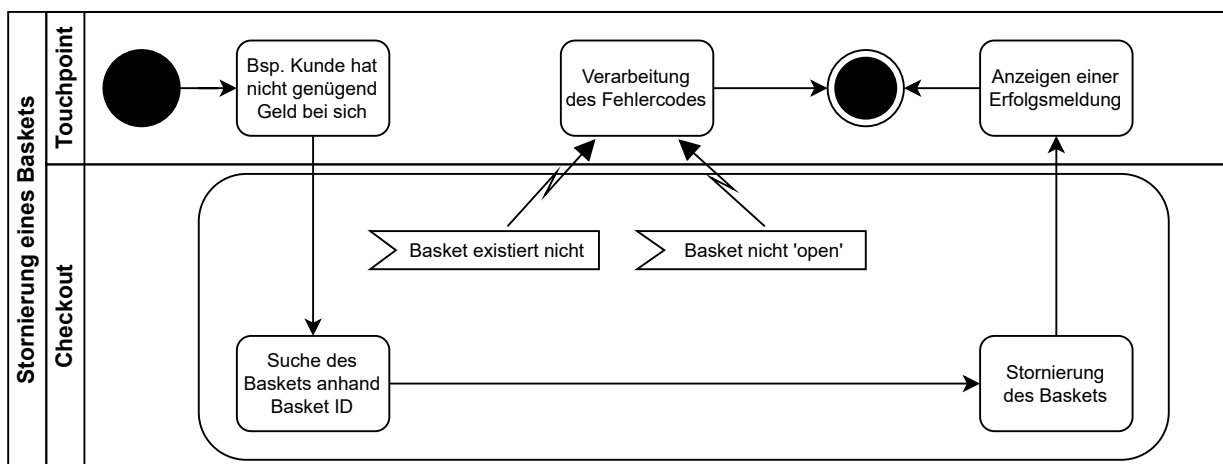 Stornierung eines Baskets
Touchpoint
Bsp. Kunde hat
nicht genügend
Geld bei sich
Verarbeitung
des Fehlercodes
Anzeigen einer
Erfolgsmeldung
Checkout
Basket existiert nicht
Basket nicht 'open'
Suche des
Baskets anhand
Basket ID
Stornierung
des Baskets